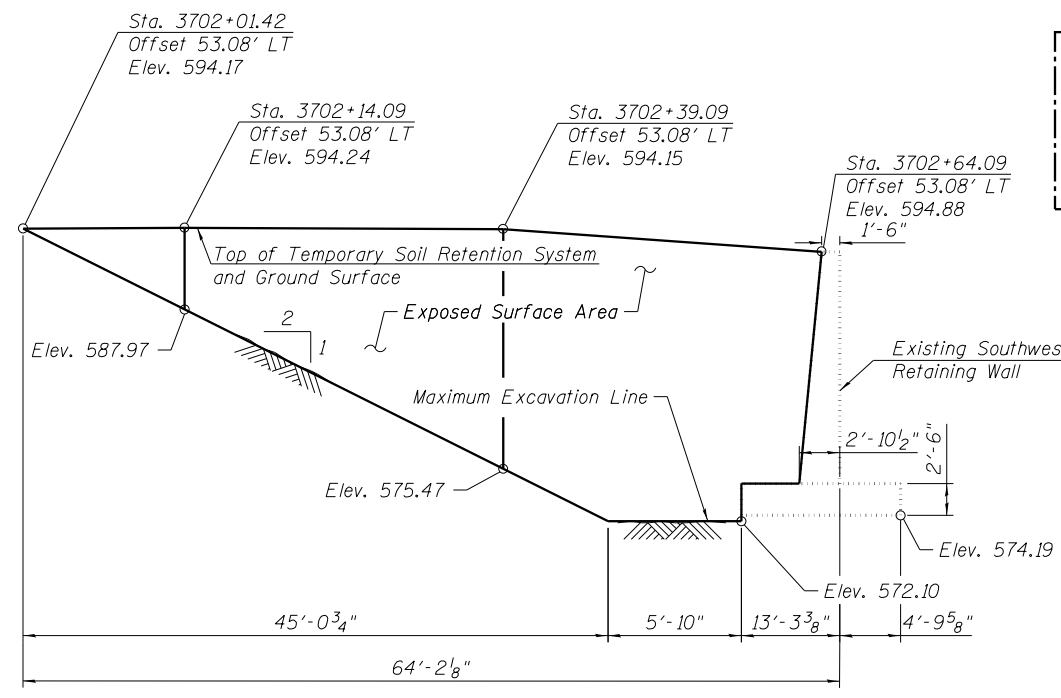 Sta. 3702+01.42
Offset 53.08' LT
Elev. 594.17
Sta. 3702+14.09
Offset 53.08' LT
Elev. 594.24
Sta. 3702+39.09
Offset 53.08' LT
Elev. 594.15
Sta. 3702+64.09
Offset 53.08' LT
Elev. 594.88
1'-6"
Top of Temporary Soil Retention System
and Ground Surface
Exposed Surface Area
2
1
Elev. 587.97
Existing Southwes
Retaining Wall
Maximum Excavation Line
2'-10½"
2'-6"
Elev. 575.47
Elev. 574.19
Elev. 572.10
45'-0¾"
5'-10"
13'-3⅜"
4'-9⅝"
64'-2⅛"